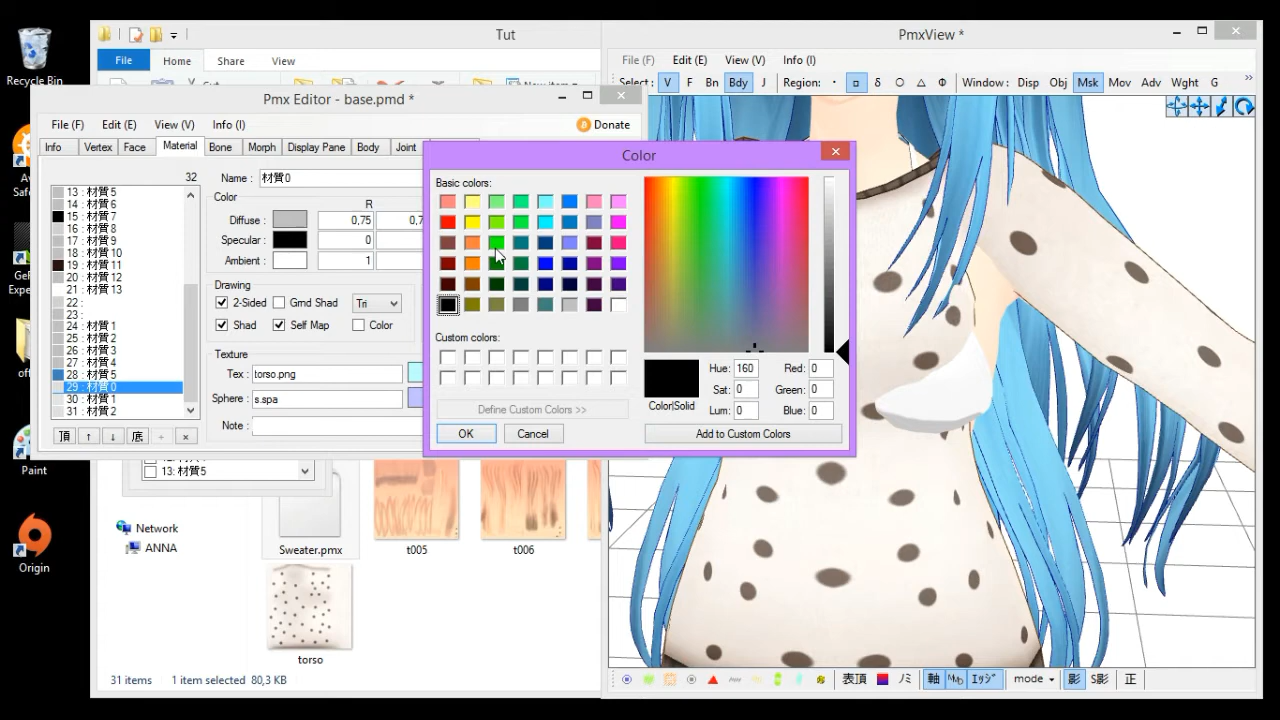 Recycle Bin
Paint
Origin
Tut
File
Home
Share
View
Pmx Editor - base.pmd *
File (F)
Edit (E)
View (V)
Info (I)
Donate
Info
Vertex
Face
Material
Bone
Morph
Display Pane
Body
Joint
32
13 : 材質5
14 : 材質6
15 : 材質7
16 : 材質8
17 : 材質9
18 : 材質10
19 : 材質11
20 : 材質12
21 : 材質13
22 :
23 :
24 : 材質1
25 : 材質2
26 : 材質3
27 : 材質4
28 : 材質5
29 : 材質0
30 : 材質1
31 : 材質2
頂 ↑ ↓ 底 + ×
Name : 材質0
Color
R
Diffuse : 0,75 0,7
Specular : 0
Ambient : 1
Drawing
2-Sided
Grnd Shad
Tri
Shad
Self Map
Color
Texture
Tex : torso.png
Sphere : s.spa
Note :
13: 材質5
Network
ANNA
Sweater.pmx
t005
t006
torso
31 items
1 item selected 80,3 KB
Color
Basic colors:
Custom colors:
Define Custom Colors >>
OK
Cancel
Color|Solid
Hue: 160
Sat: 0
Lum: 0
Red: 0
Green: 0
Blue: 0
Add to Custom Colors
PmxView *
File (F)
Edit (E)
View (V)
Info (I)
Select :
V F Bn Bdy J
Region:
Window : Disp Obj Msk Mov Adv Wght G
表頂
軸
ｴｯｼﾞ
mode
影
S影
正